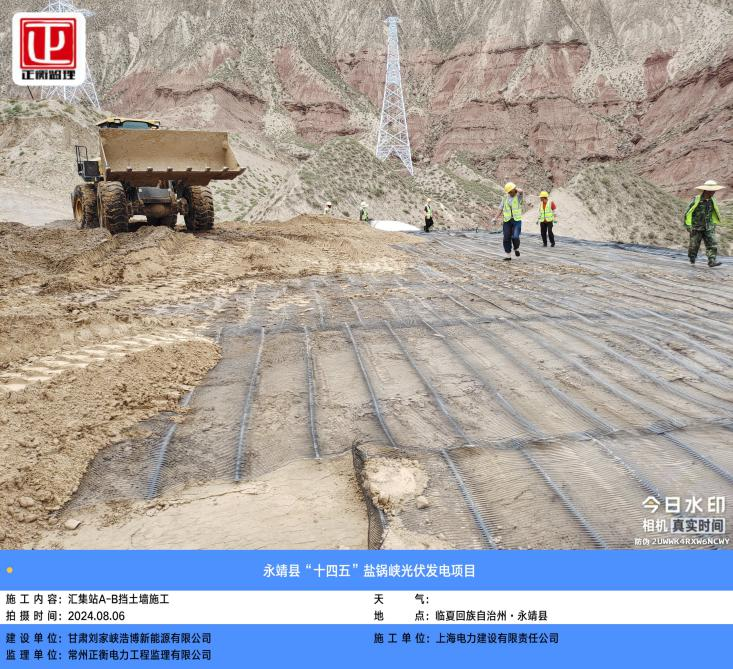 正衡监理
今日水印
相机 真实时间
防伪 2UWWK4RXW6NCWY
永靖县“十四五”盐锅峡光伏发电项目
施工内容：汇集站A-B挡土墙施工
天气：
拍摄时间：2024.08.06
地点：临夏回族自治州·永靖县
建设单位：甘肃刘家峡浩博新能源有限公司
施工单位：上海电力建设有限责任公司
监理单位：常州正衡电力工程监理有限公司